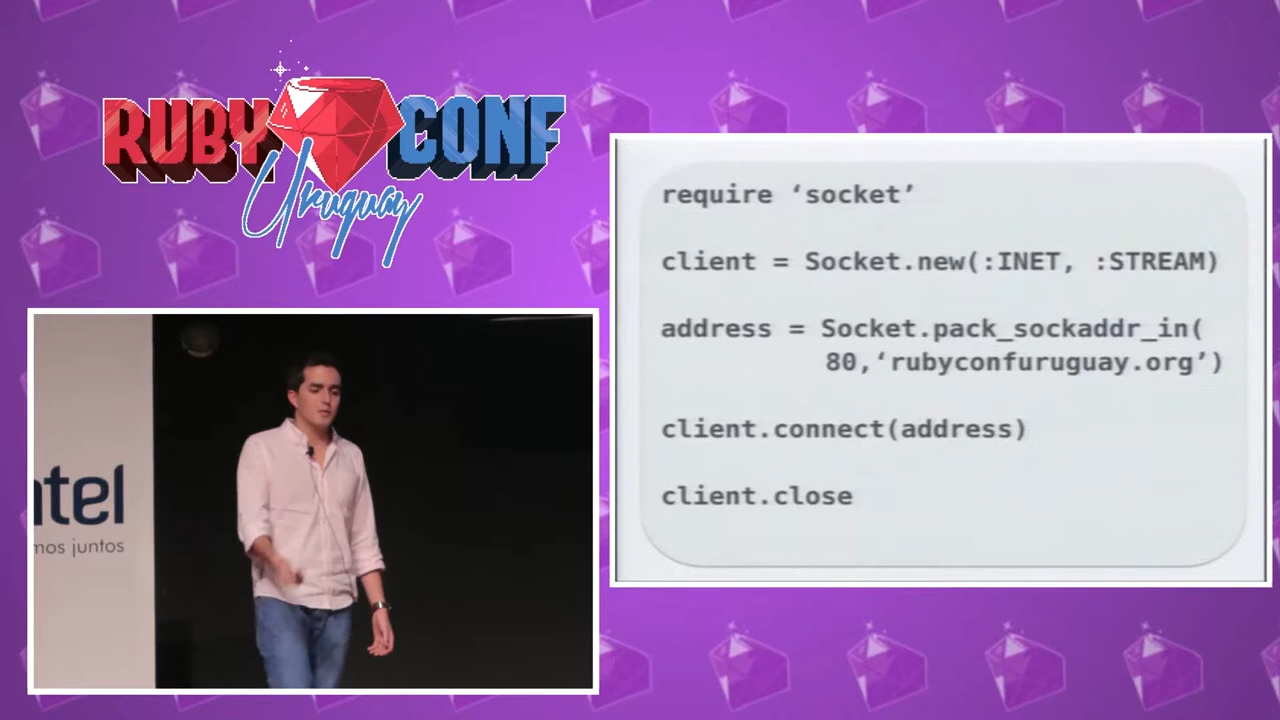 RUBY CONF
Uruguay
require ‘socket’
client = Socket.new(:INET, :STREAM)
address = Socket.pack_sockaddr_in(
80,‘rubyconfuruguay.org’)
client.connect(address)
client.close
ntel
mos juntos